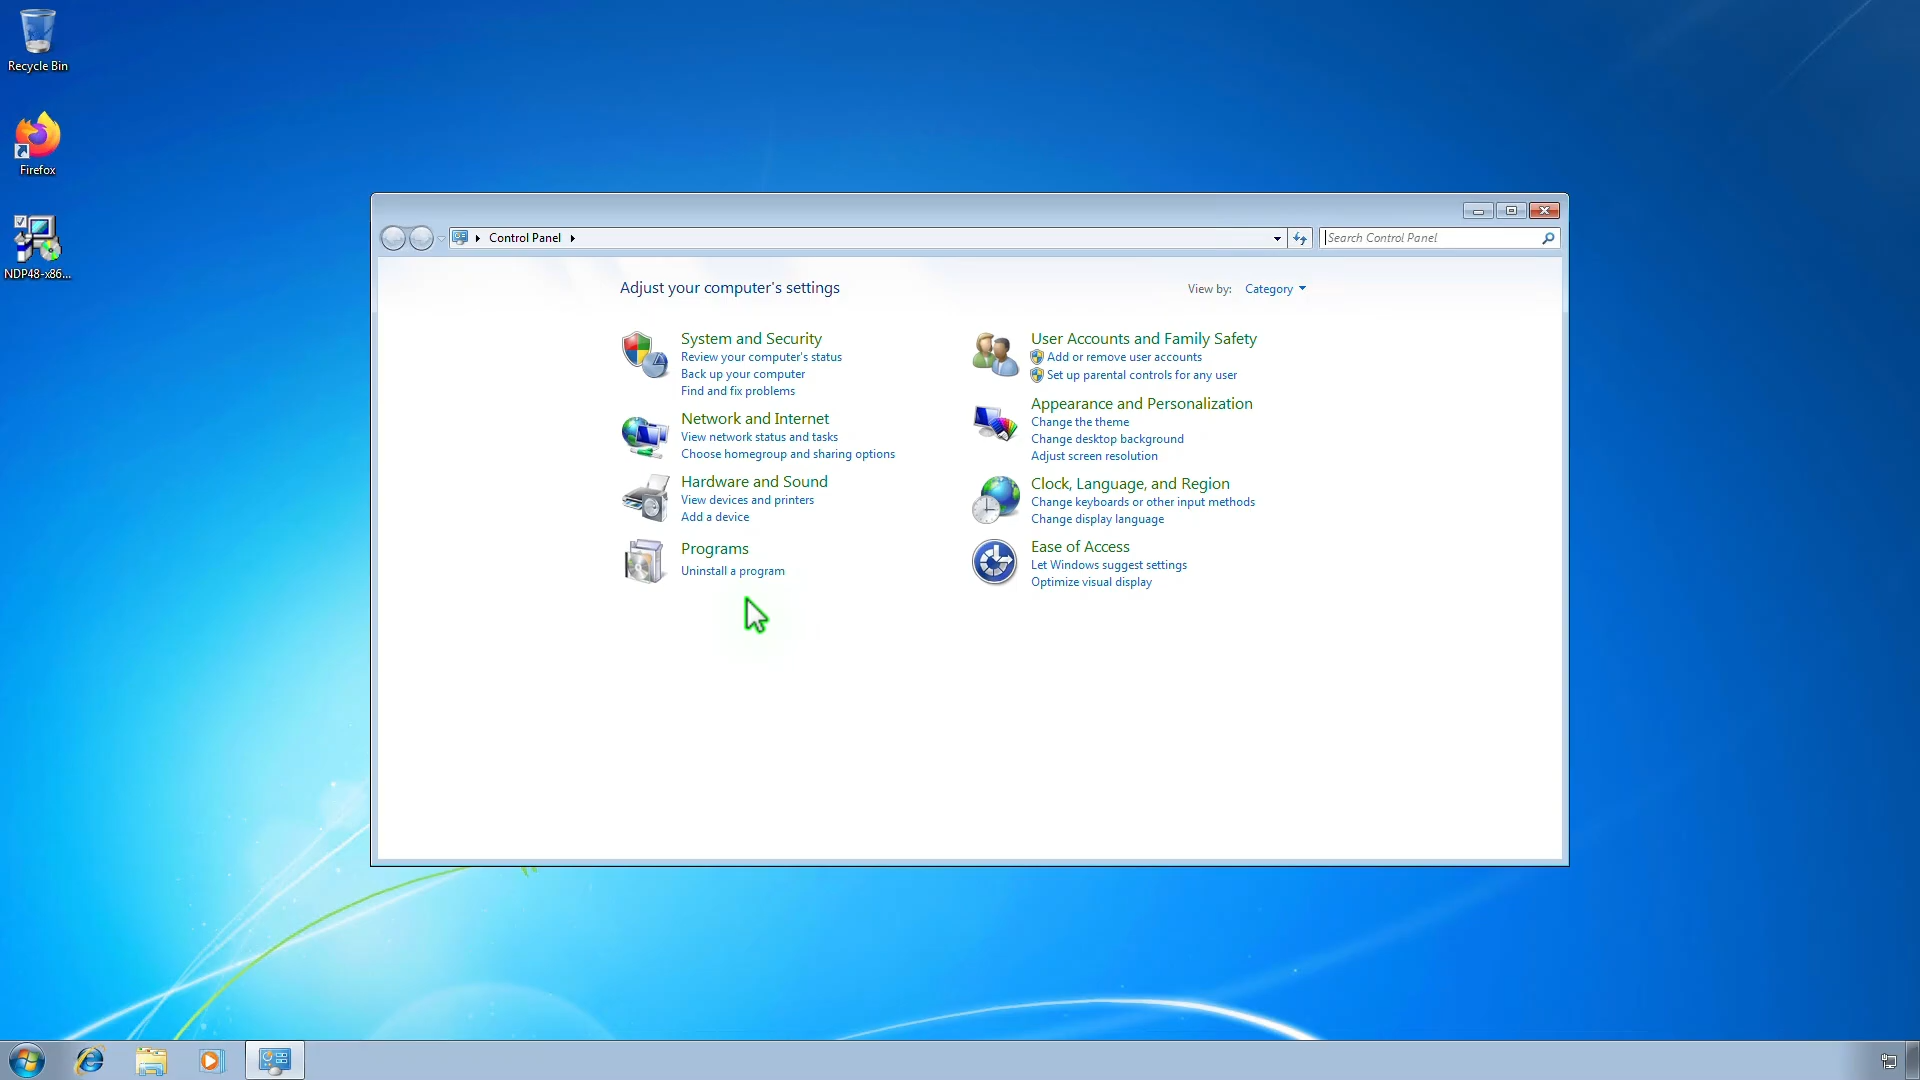 Recycle Bin
Firefox
NDP48-x86...
Control Panel
Search Control Panel
Adjust your computer's settings
View by: Category
System and Security
Review your computer's status
Back up your computer
Find and fix problems
Network and Internet
View network status and tasks
Choose homegroup and sharing options
Hardware and Sound
View devices and printers
Add a device
Programs
Uninstall a program
User Accounts and Family Safety
Add or remove user accounts
Set up parental controls for any user
Appearance and Personalization
Change the theme
Change desktop background
Adjust screen resolution
Clock, Language, and Region
Change keyboards or other input methods
Change display language
Ease of Access
Let Windows suggest settings
Optimize visual display